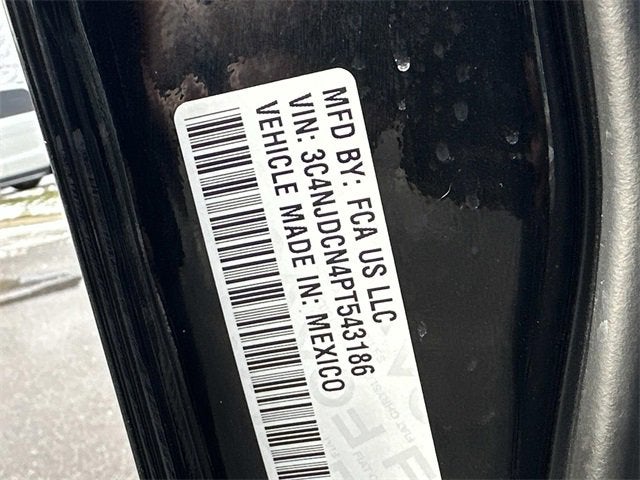 MFD BY: FCA US LLC
VIN: 3C4NJDCN4PT543186
VEHICLE MADE IN: MEXICO